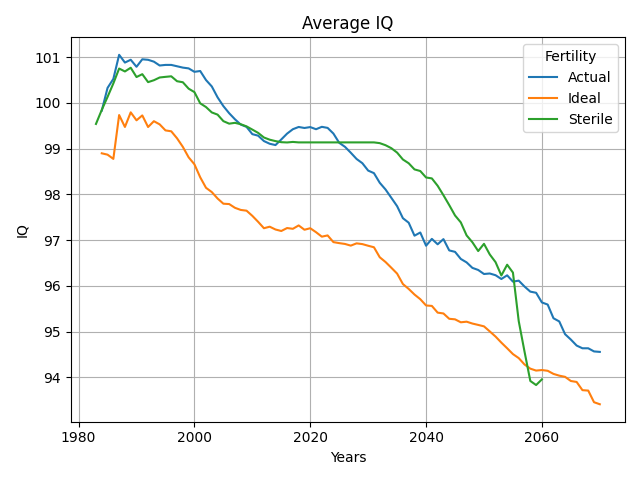 Average IQ
101
100
99
98
97
96
95
94
IQ
1980
2000
2020
2040
2060
Years
Fertility
Actual
Ideal
Sterile